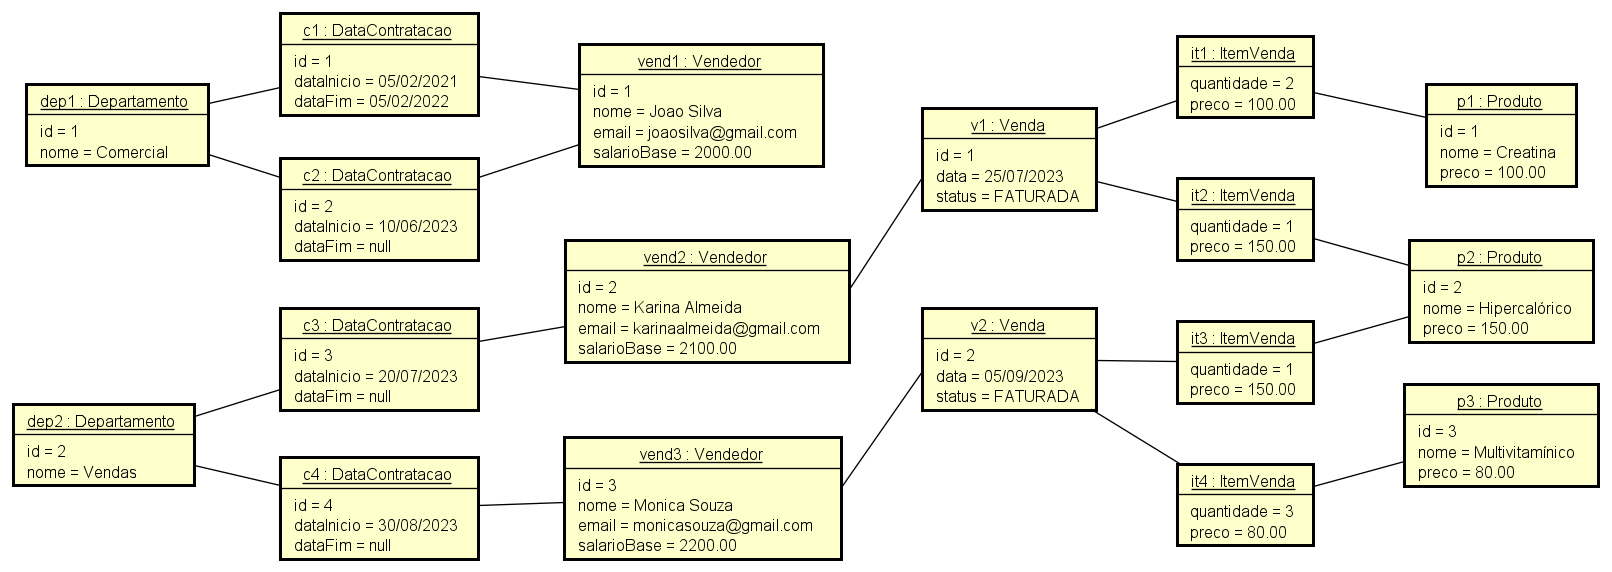 dep1 : Departamento
id = 1
nome = Comercial
c1 : DataContratacao
id = 1
dataInicio = 05/02/2021
dataFim = 05/02/2022
c2 : DataContratacao
id = 2
dataInicio = 10/06/2023
dataFim = null
vend1 : Vendedor
id = 1
nome = Joao Silva
email = joaosilva@gmail.com
salarioBase = 2000.00
dep2 : Departamento
id = 2
nome = Vendas
c3 : DataContratacao
id = 3
dataInicio = 20/07/2023
dataFim = null
c4 : DataContratacao
id = 4
dataInicio = 30/08/2023
dataFim = null
vend2 : Vendedor
id = 2
nome = Karina Almeida
email = karinaalmeida@gmail.com
salarioBase = 2100.00
vend3 : Vendedor
id = 3
nome = Monica Souza
email = monicasouza@gmail.com
salarioBase = 2200.00
v1 : Venda
id = 1
data = 25/07/2023
status = FATURADA
v2 : Venda
id = 2
data = 05/09/2023
status = FATURADA
it1 : ItemVenda
quantidade = 2
preco = 100.00
it2 : ItemVenda
quantidade = 1
preco = 150.00
it3 : ItemVenda
quantidade = 1
preco = 150.00
it4 : ItemVenda
quantidade = 3
preco = 80.00
p1 : Produto
id = 1
nome = Creatina
preco = 100.00
p2 : Produto
id = 2
nome = Hipercalórico
preco = 150.00
p3 : Produto
id = 3
nome = Multivitamínico
preco = 80.00